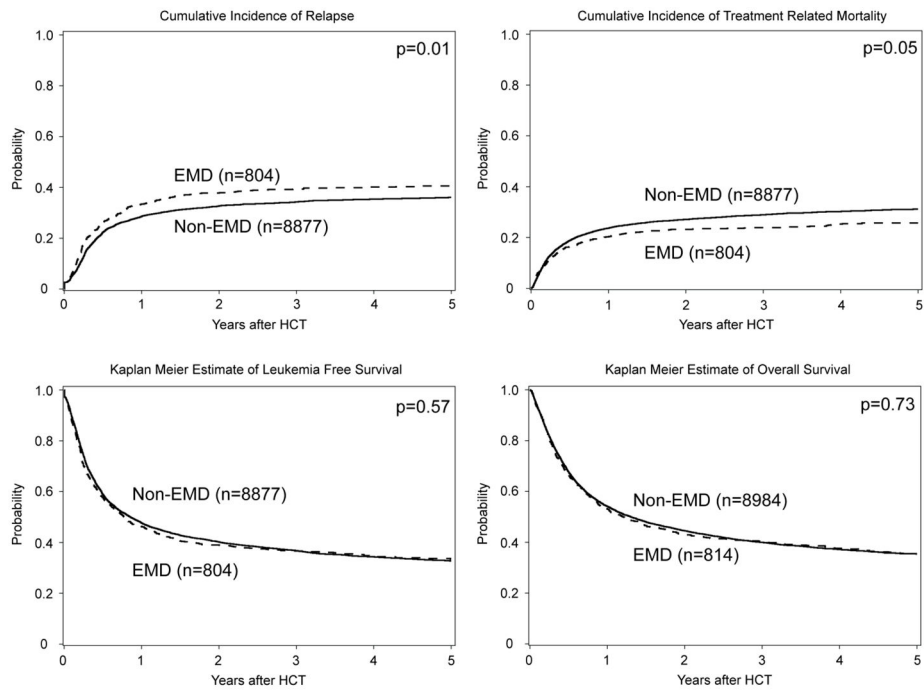 Cumulative Incidence of Relapse
1.0
0.8
0.6
0.4
0.2
0
Probability
p=0.01
EMD (n=804)
Non-EMD (n=8877)
0 1 2 3 4 5
Years after HCT
Cumulative Incidence of Treatment Related Mortality
1.0
0.8
0.6
0.4
0.2
0
Probability
p=0.05
Non-EMD (n=8877)
EMD (n=804)
0 1 2 3 4 5
Years after HCT
Kaplan Meier Estimate of Leukemia Free Survival
1.0
0.8
0.6
0.4
0.2
0
Probability
p=0.57
Non-EMD (n=8877)
EMD (n=804)
0 1 2 3 4 5
Years after HCT
Kaplan Meier Estimate of Overall Survival
1.0
0.8
0.6
0.4
0.2
0
Probability
p=0.73
Non-EMD (n=8984)
EMD (n=814)
0 1 2 3 4 5
Years after HCT